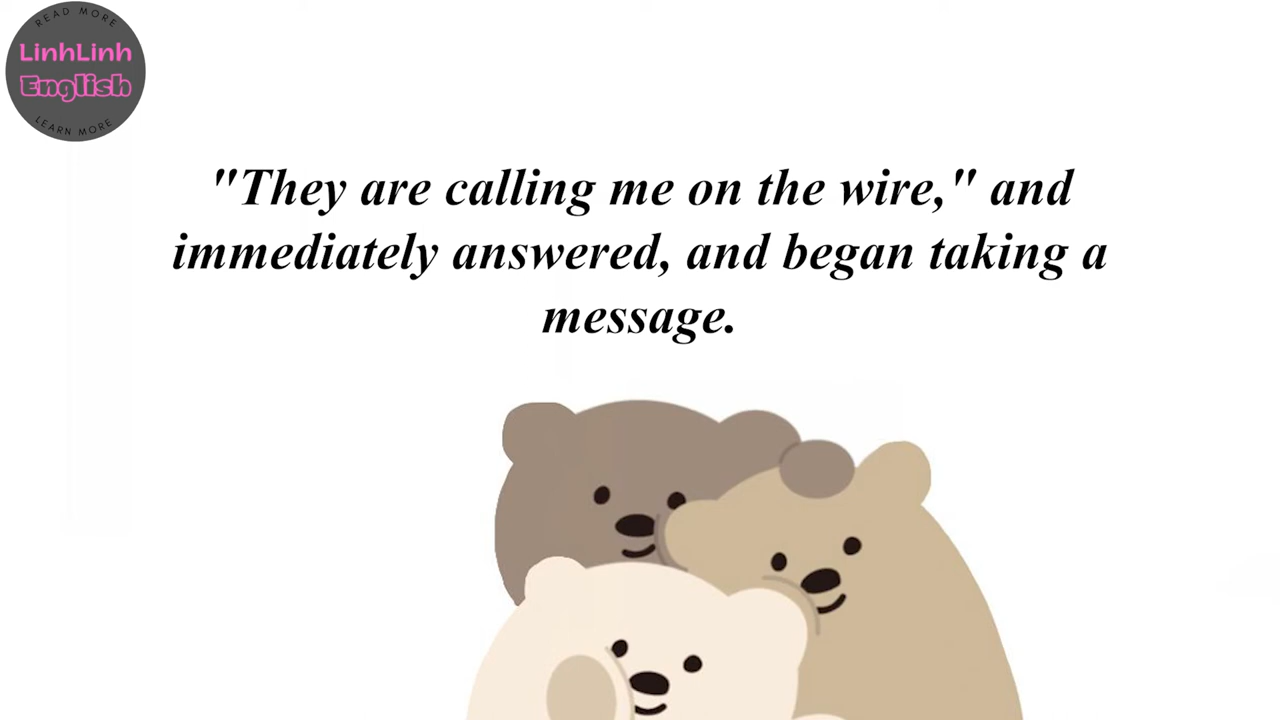 READ MORE
LinhLinh
English
LEARN MORE
"They are calling me on the wire," and
immediately answered, and began taking a
message.